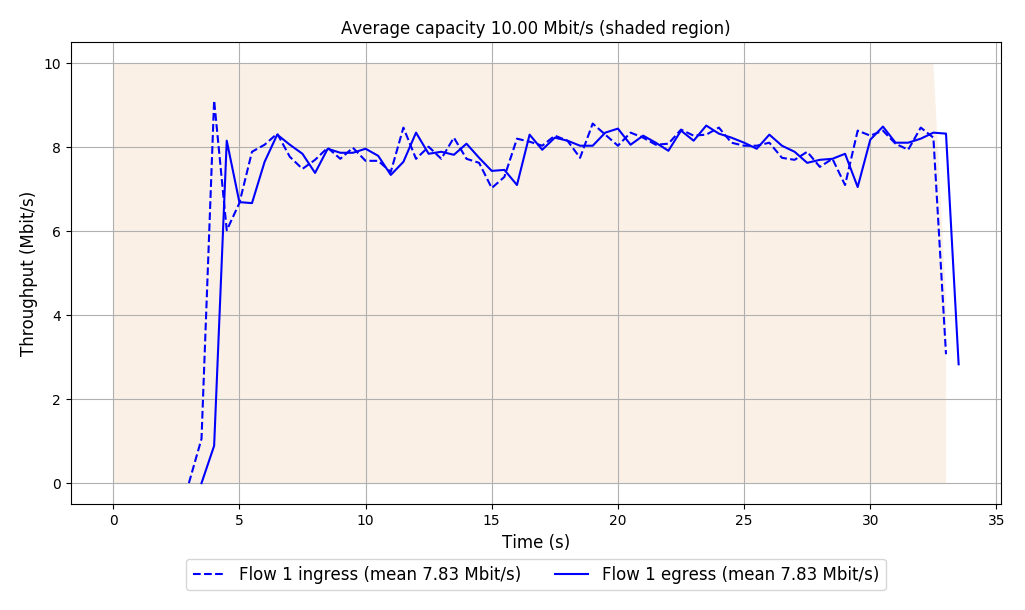 Average capacity 10.00 Mbit/s (shaded region)
Throughput (Mbit/s)
10
8
6
4
2
0
0 5 10 15 20 25 30 35
Time (s)
Flow 1 ingress (mean 7.83 Mbit/s) Flow 1 egress (mean 7.83 Mbit/s)